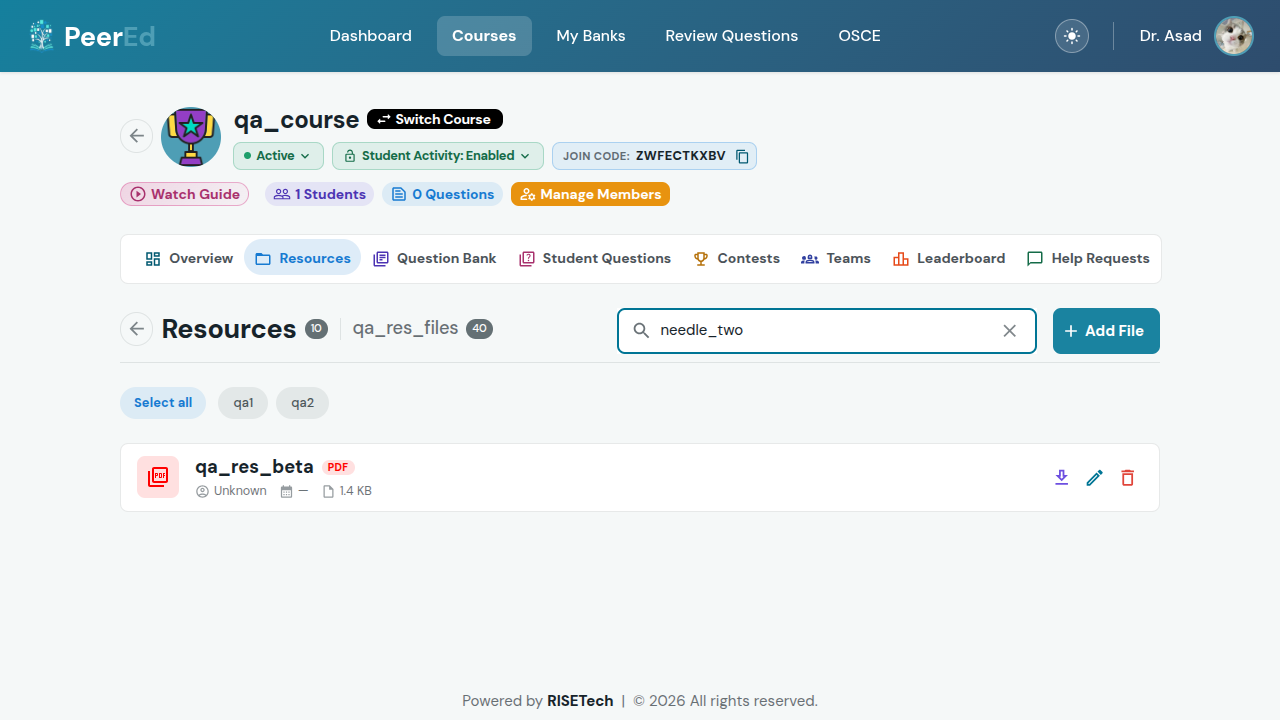 PeerEd
Dashboard Courses My Banks Review Questions OSCE Dr. Asad
qa_course Switch Course
Active Student Activity: Enabled JOIN CODE: ZWFECTKXBV
Watch Guide 1 Students 0 Questions Manage Members
Overview Resources Question Bank Student Questions Contests Teams Leaderboard Help Requests
Resources 10 qa_res_files 40 needle_two Add File
Select all qa1 qa2
PDF qa_res_beta PDF
Unknown — 1.4 KB
Powered by RISETech | © 2026 All rights reserved.